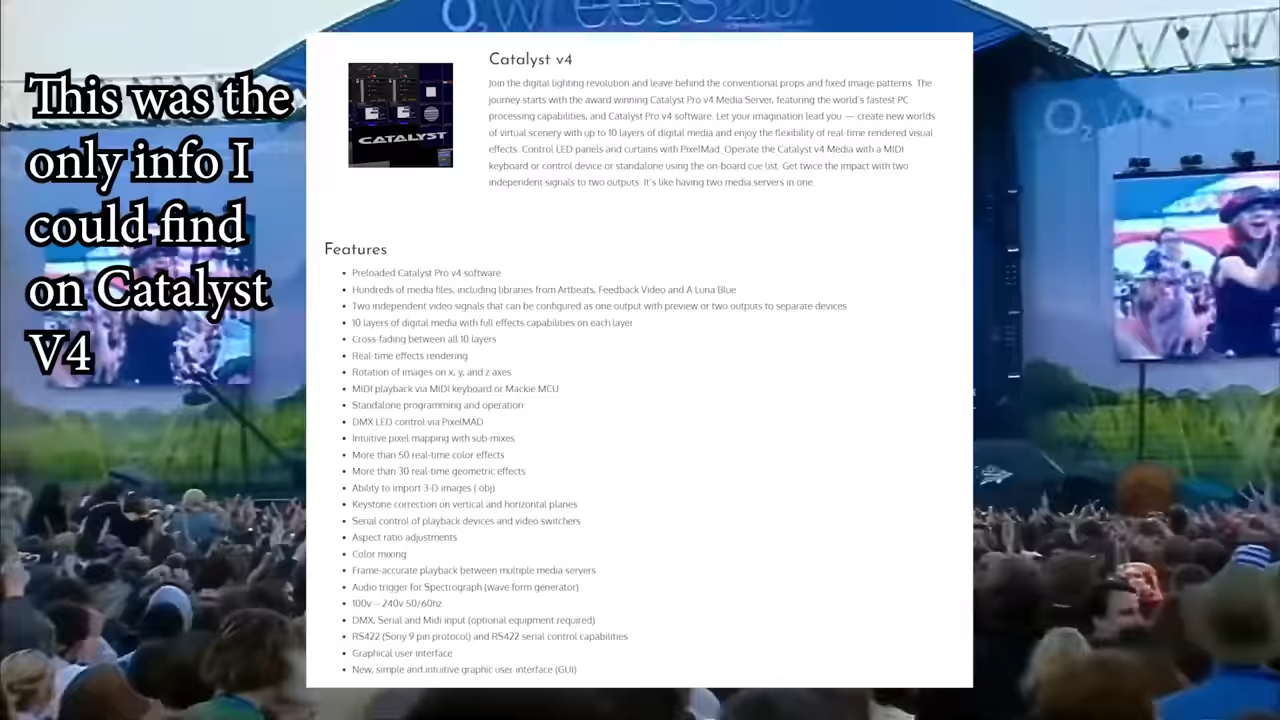 O2 wireless 2007
This was the
only info I
could find
on Catalyst
V4
CATALYST
Catalyst v4
Join the digital lighting revolution and leave behind the conventional props and fixed image patterns. The
journey starts with the award winning Catalyst Pro v4 Media Server, featuring the world's fastest PC
processing capabilities, and Catalyst Pro v4 software. Let your imagination lead you — create new worlds
of virtual scenery with up to 10 layers of digital media and enjoy the flexibility of real-time rendered visual
effects. Control LED panels and curtains with PixelMad. Operate the Catalyst v4 Media with a MIDI
keyboard or control device or standalone using the on-board cue list. Get twice the impact with two
independent signals to two outputs. It's like having two media servers in one.
Features
• Preloaded Catalyst Pro v4 software
• Hundreds of media files, including libraries from Artbeats, Feedback Video and A Luna Blue
• Two independent video signals that can be configured as one output with preview or two outputs to separate devices
• 10 layers of digital media with full effects capabilities on each layer
• Cross-fading between all 10 layers
• Real-time effects rendering
• Rotation of images on x, y, and z axes
• MIDI playback via MIDI keyboard or Mackie MCU
• Standalone programming and operation
• DMX LED control via PixelMAD
• Intuitive pixel mapping with sub-mixes
• More than 50 real-time color effects
• More than 30 real-time geometric effects
• Ability to import 3-D images (.obj)
• Keystone correction on vertical and horizontal planes
• Serial control of playback devices and video switchers
• Aspect ratio adjustments
• Color mixing
• Frame-accurate playback between multiple media servers
• Audio trigger for Spectrograph (wave form generator)
• 100v—240v 50/60hz
• DMX, Serial and Midi input (optional equipment required)
• RS422 (Sony 9 pin protocol) and RS422 serial control capabilities
• Graphical user interface
• New, simple and intuitive graphic user interface (GUI)